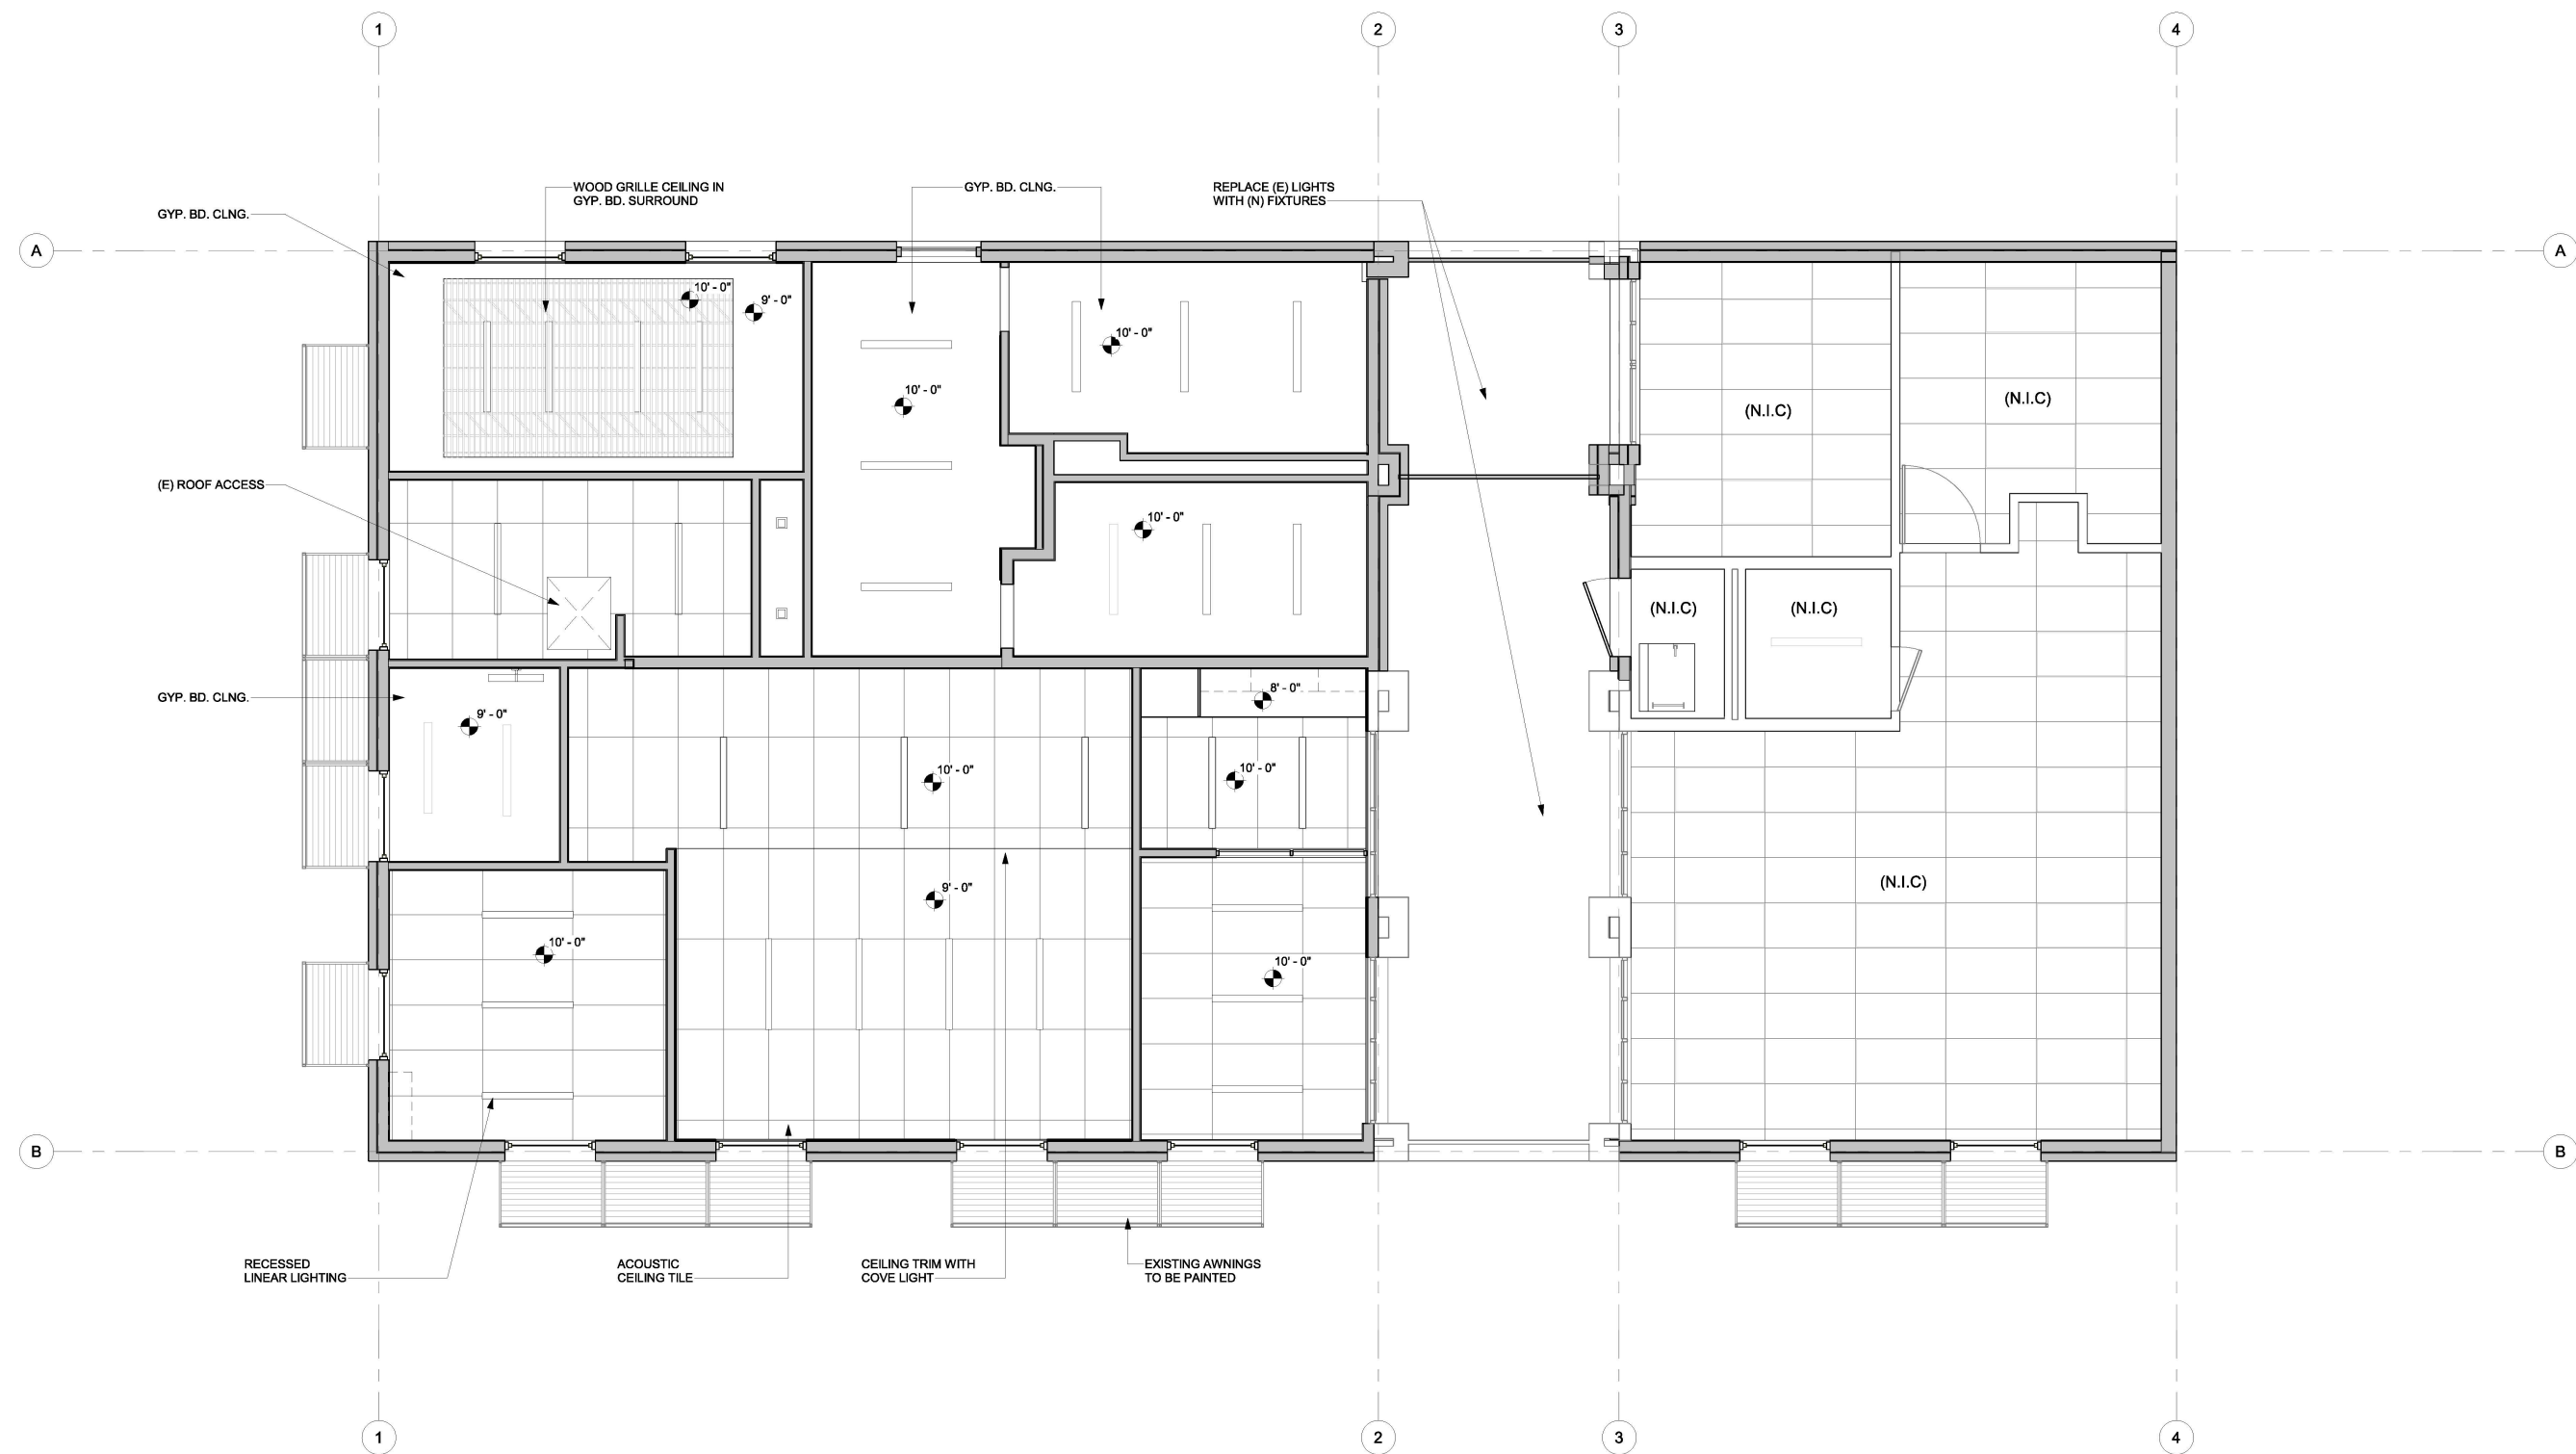 1
2
3
4
WOOD GRILLE CEILING IN
GYP. BD. SURROUND
GYP. BD. CLNG.
REPLACE (E) LIGHTS
WITH (N) FIXTURES
GYP. BD. CLNG.
A
A
10' - 0"
9' - 0"
10' - 0"
10' - 0"
(N.I.C)
(N.I.C)
(E) ROOF ACCESS
10' - 0"
(N.I.C)
(N.I.C)
GYP. BD. CLNG.
8' - 0"
9' - 0"
10' - 0"
10' - 0"
9' - 0"
(N.I.C)
10' - 0"
10' - 0"
B
B
RECESSED
LINEAR LIGHTING
ACOUSTIC
CEILING TILE
CEILING TRIM WITH
COVE LIGHT
EXISTING AWNINGS
TO BE PAINTED
1
2
3
4